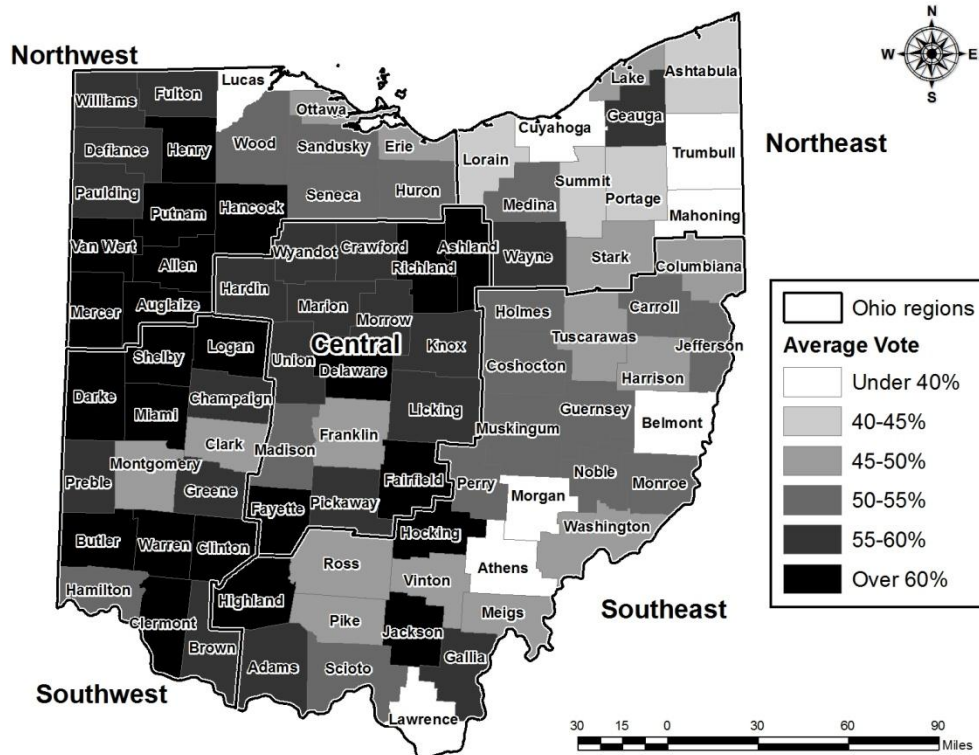 N
W E
S
Northwest
Northeast
Central
Southeast
Southwest
Williams
Fulton
Lucas
Ottawa
Lake
Ashtabula
Geauga
Cuyahoga
Defiance
Henry
Wood
Sandusky
Erie
Lorain
Trumbull
Paulding
Putnam
Hancock
Seneca
Huron
Medina
Summit
Portage
Mahoning
Van Wert
Allen
Wyandot
Crawford
Richland
Ashland
Wayne
Stark
Columbiana
Mercer
Auglaize
Hardin
Marion
Morrow
Holmes
Carroll
Tuscarawas
Jefferson
Shelby
Logan
Union
Delaware
Knox
Coshocton
Harrison
Darke
Miami
Champaign
Licking
Guernsey
Belmont
Clark
Madison
Franklin
Muskingum
Preble
Montgomery
Greene
Fairfield
Perry
Noble
Monroe
Fayette
Pickaway
Morgan
Washington
Butler
Warren
Clinton
Hocking
Ross
Athens
Hamilton
Highland
Vinton
Clermont
Pike
Jackson
Meigs
Brown
Adams
Scioto
Gallia
Lawrence
Ohio regions
Average Vote
Under 40%
40-45%
45-50%
50-55%
55-60%
Over 60%
30 15 0 30 60 90
Miles